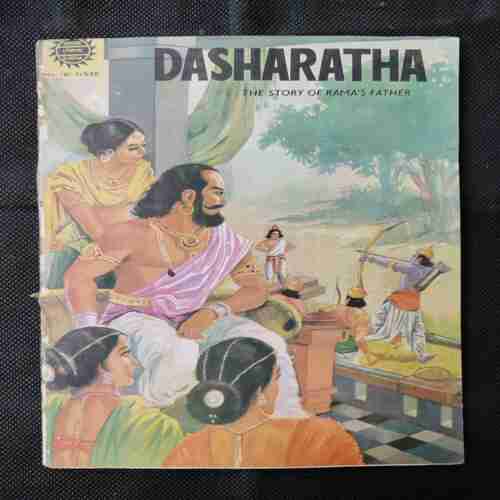 DASHARATHA
THE STORY OF RAMA'S FATHER